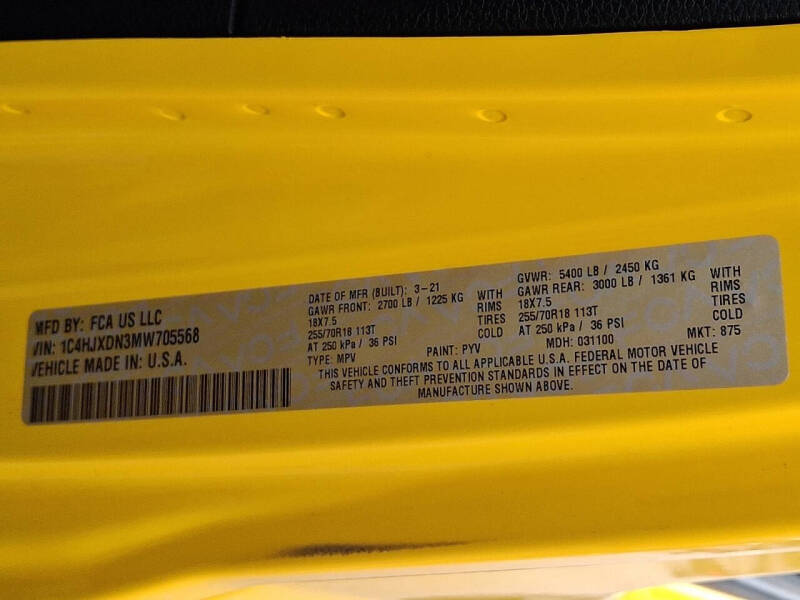 MFD BY: FCA US LLC
VIN: 1C4HJXDN3MW705568
VEHICLE MADE IN: U.S.A.
DATE OF MFR (BUILT): 3-21
GAWR FRONT: 2700 LB / 1225 KG WITH
18X7.5 RIMS
255/70R18 113T TIRES
AT 250 kPa / 36 PSI COLD
GVWR: 5400 LB / 2450 KG
GAWR REAR: 3000 LB / 1361 KG WITH
18X7.5 RIMS
255/70R18 113T TIRES
AT 250 kPa / 36 PSI COLD
TYPE: MPV PAINT: PYV MDH: 031100 MKT: 875
THIS VEHICLE CONFORMS TO ALL APPLICABLE U.S.A. FEDERAL MOTOR VEHICLE
SAFETY AND THEFT PREVENTION STANDARDS IN EFFECT ON THE DATE OF
MANUFACTURE SHOWN ABOVE.